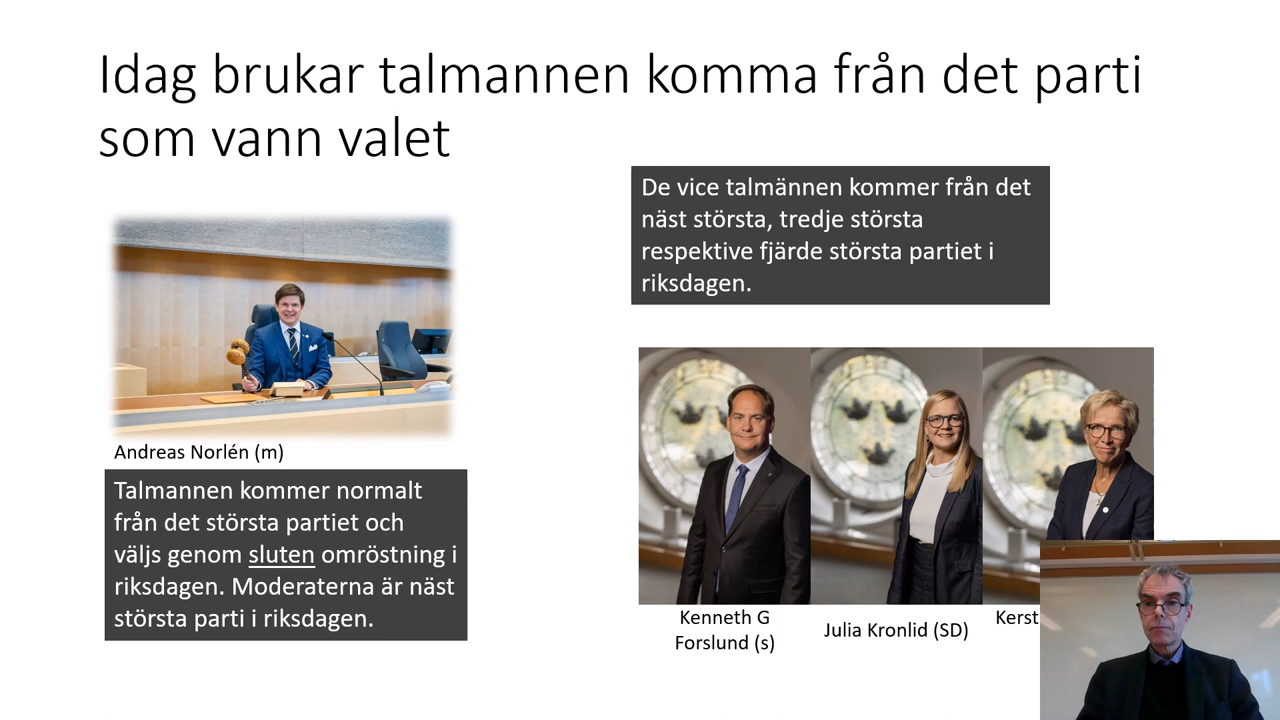 Idag brukar talmannen komma från det parti
som vann valet
De vice talmännen kommer från det
näst största, tredje största
respektive fjärde största partiet i
riksdagen.
Andreas Norlén (m)
Talmannen kommer normalt
från det största partiet och
väljs genom sluten omröstning i
riksdagen. Moderaterna är näst
största parti i riksdagen.
Kenneth G
Forslund (s)
Julia Kronlid (SD)
Kerst